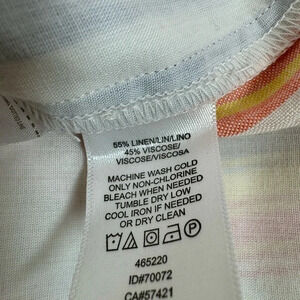 55% LINEN/LIN/LINO
45% VISCOSE/
VISCOSE/VISCOSA
MACHINE WASH COLD
ONLY NON-CHLORINE
BLEACH WHEN NEEDED
TUMBLE DRY LOW
COOL IRON IF NEEDED
OR DRY CLEAN
465220
ID#70072
CA#57421